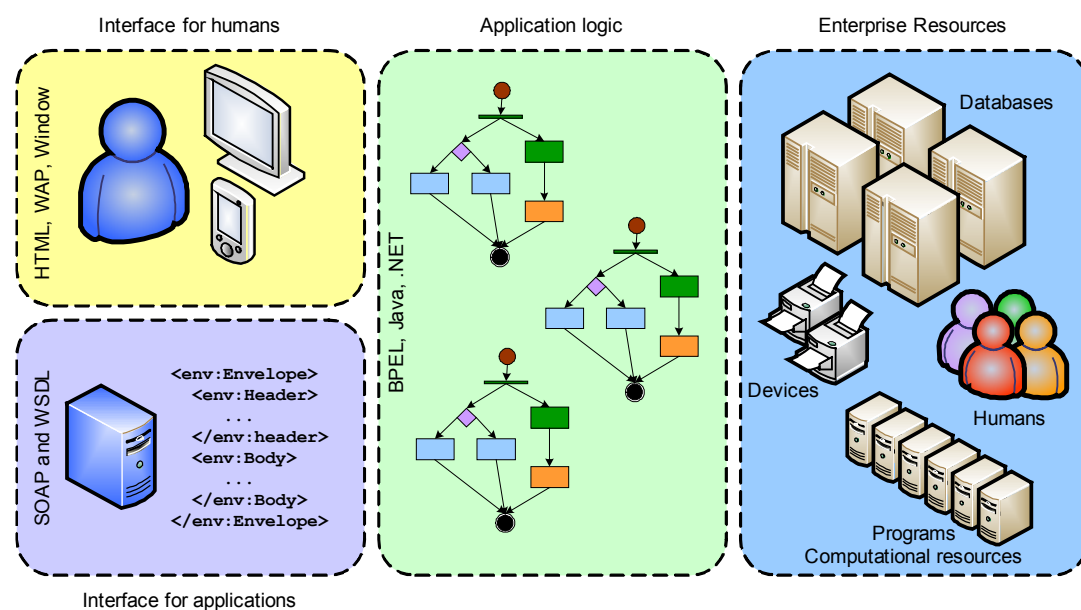 Interface for humans
Application logic
Enterprise Resources
HTML, WAP, Window
SOAP and WSDL
<env:Envelope>
<env:Header>
...
</env:header>
<env:Body>
...
</env:Body>
</env:Envelope>
Interface for applications
BPEL, Java, .NET
Databases
Devices
Humans
Programs
Computational resources